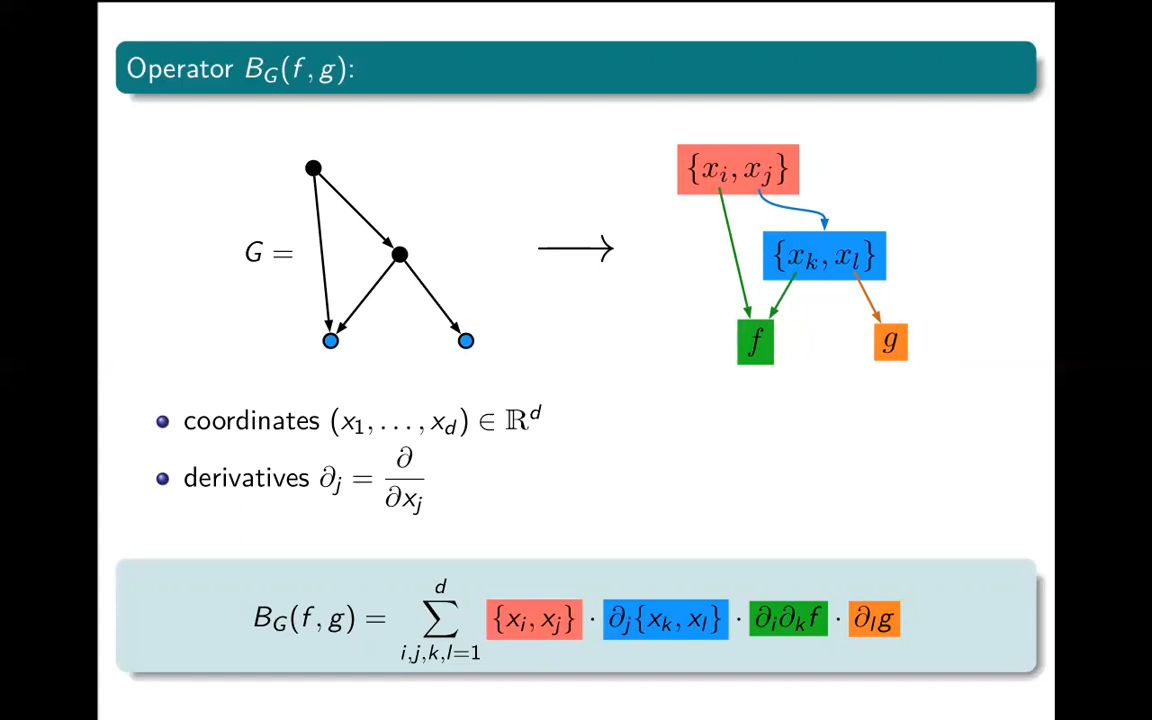 Operator B_G(f, g):
{x_i, x_j}
G =
{x_k, x_l}
f
g
coordinates (x_1, …, x_d) ∈ ℝ^d
derivatives ∂_j = ∂/∂x_j
B_G(f, g) = ∑_{i,j,k,l=1}^{d} {x_i, x_j} · ∂_j{x_k, x_l} · ∂_i∂_k f · ∂_l g